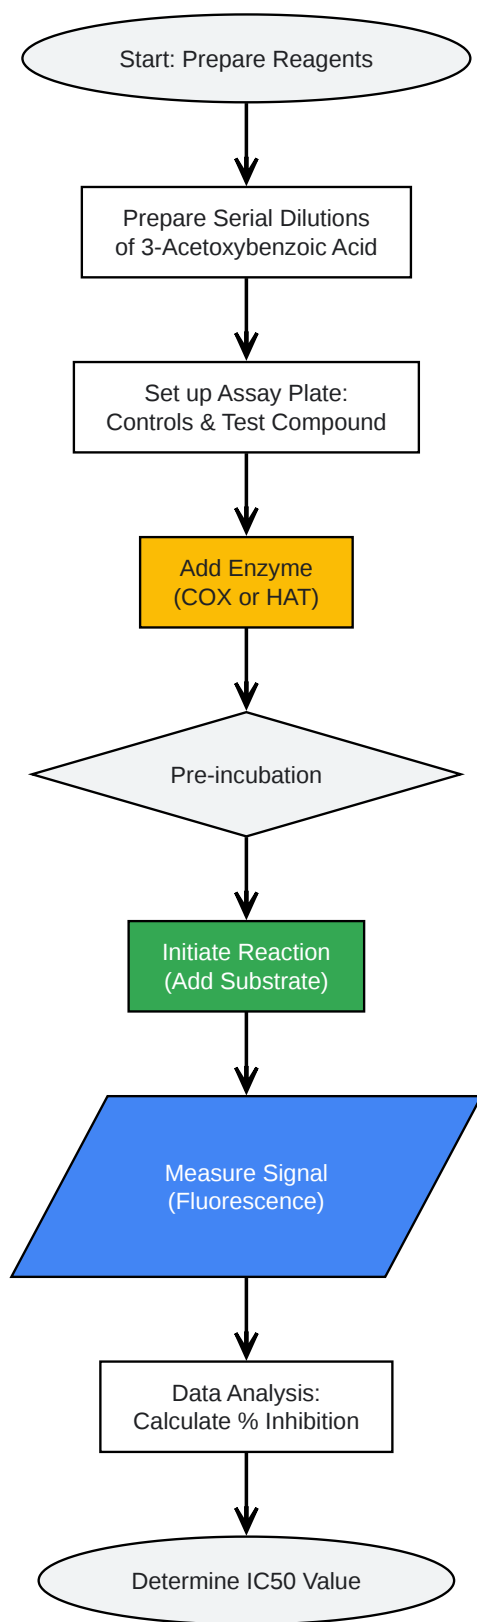 Start: Prepare Reagents
Prepare Serial Dilutions
of 3-Acetoxybenzoic Acid
Set up Assay Plate:
Controls & Test Compound
Add Enzyme
(COX or HAT)
Pre-incubation
Initiate Reaction
(Add Substrate)
Measure Signal
(Fluorescence)
Data Analysis:
Calculate % Inhibition
Determine IC50 Value